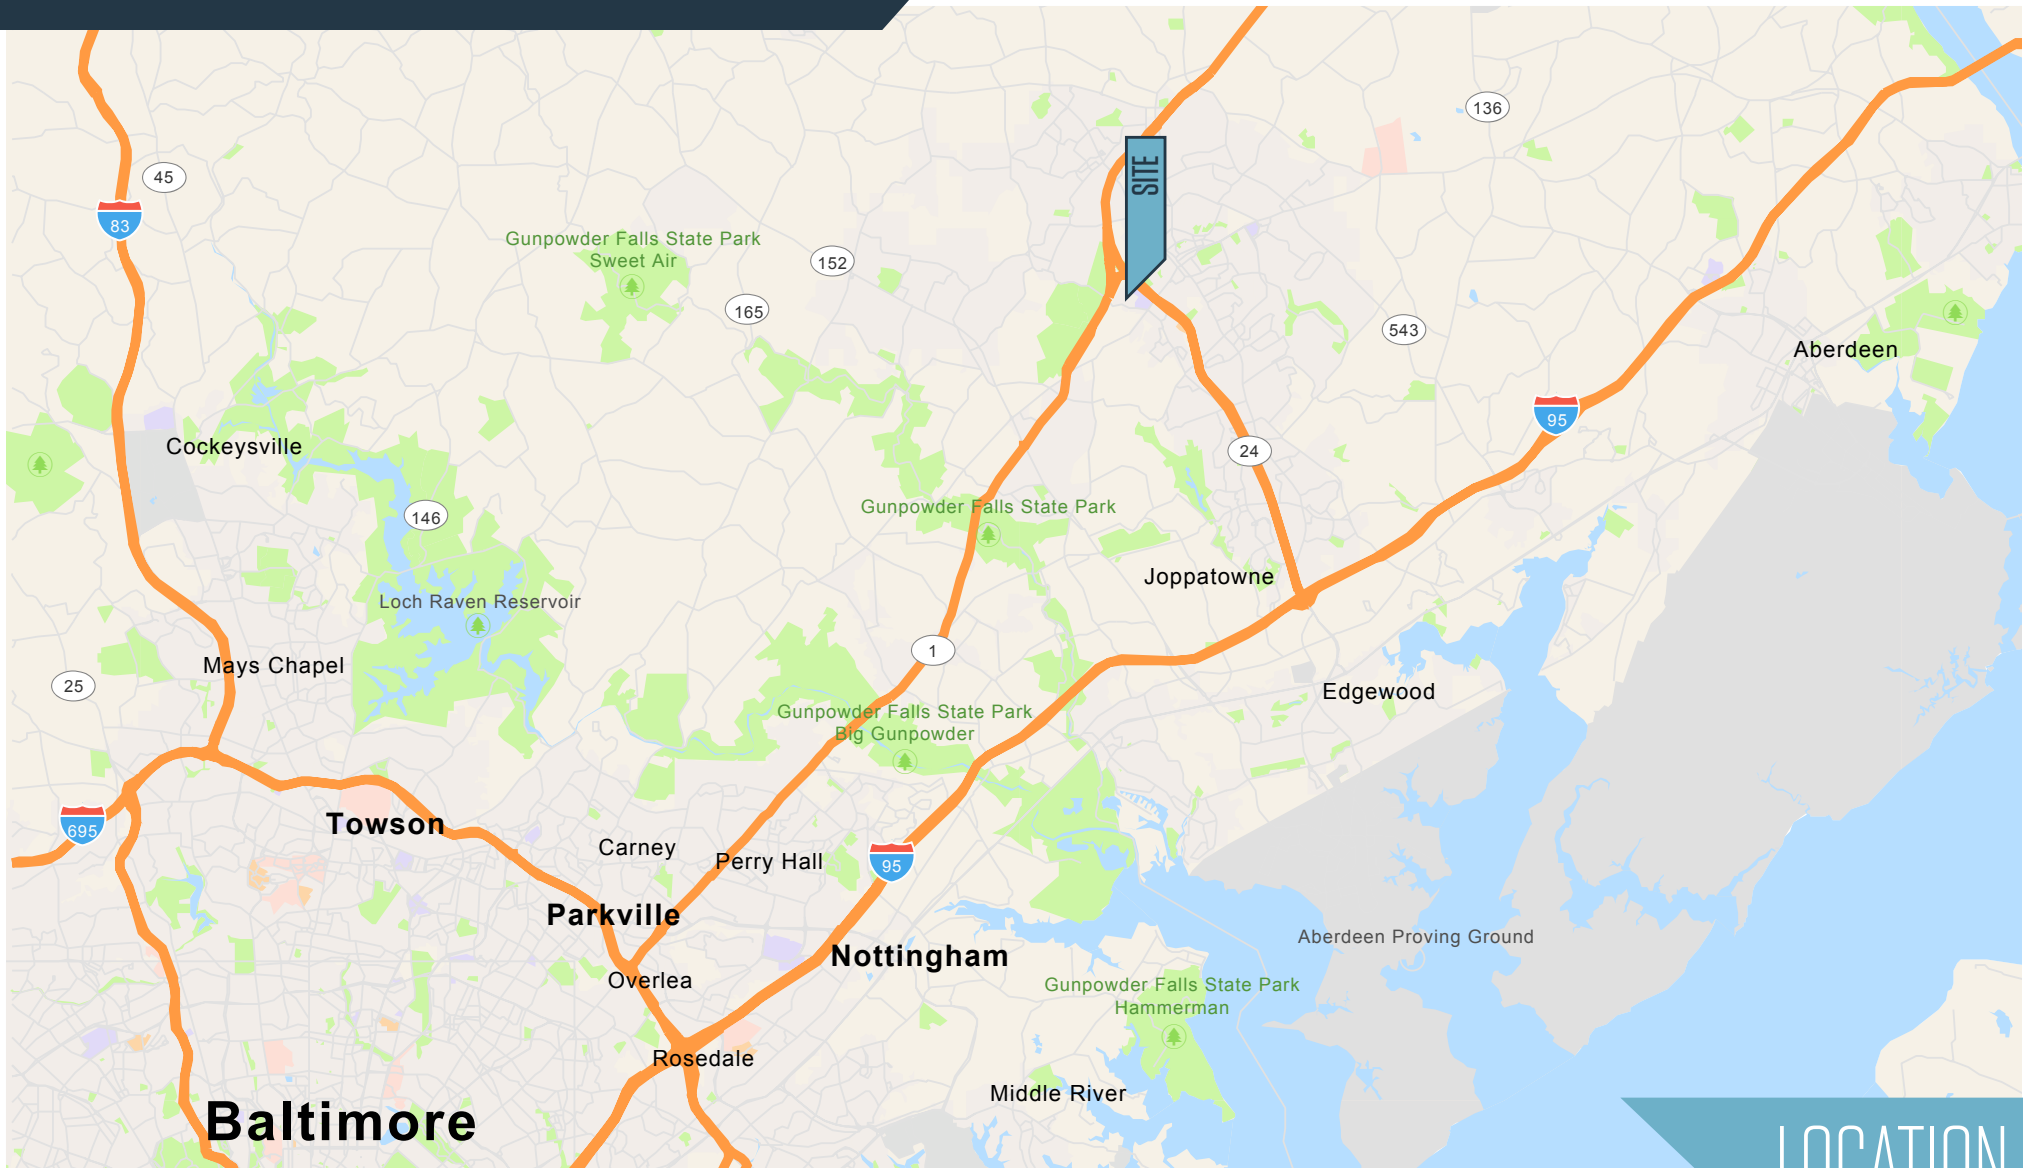 136
45
SITE
83
Gunpowder Falls State Park
Sweet Air
152
165
543
Aberdeen
95
Cockeysville
24
146
Gunpowder Falls State Park
Joppatowne
Loch Raven Reservoir
1
Mays Chapel
25
Edgewood
Gunpowder Falls State Park
Big Gunpowder
695
Towson
Carney
Perry Hall
95
Parkville
Nottingham
Aberdeen Proving Ground
Overlea
Gunpowder Falls State Park
Hammerman
Rosedale
Middle River
Baltimore
LOCATION